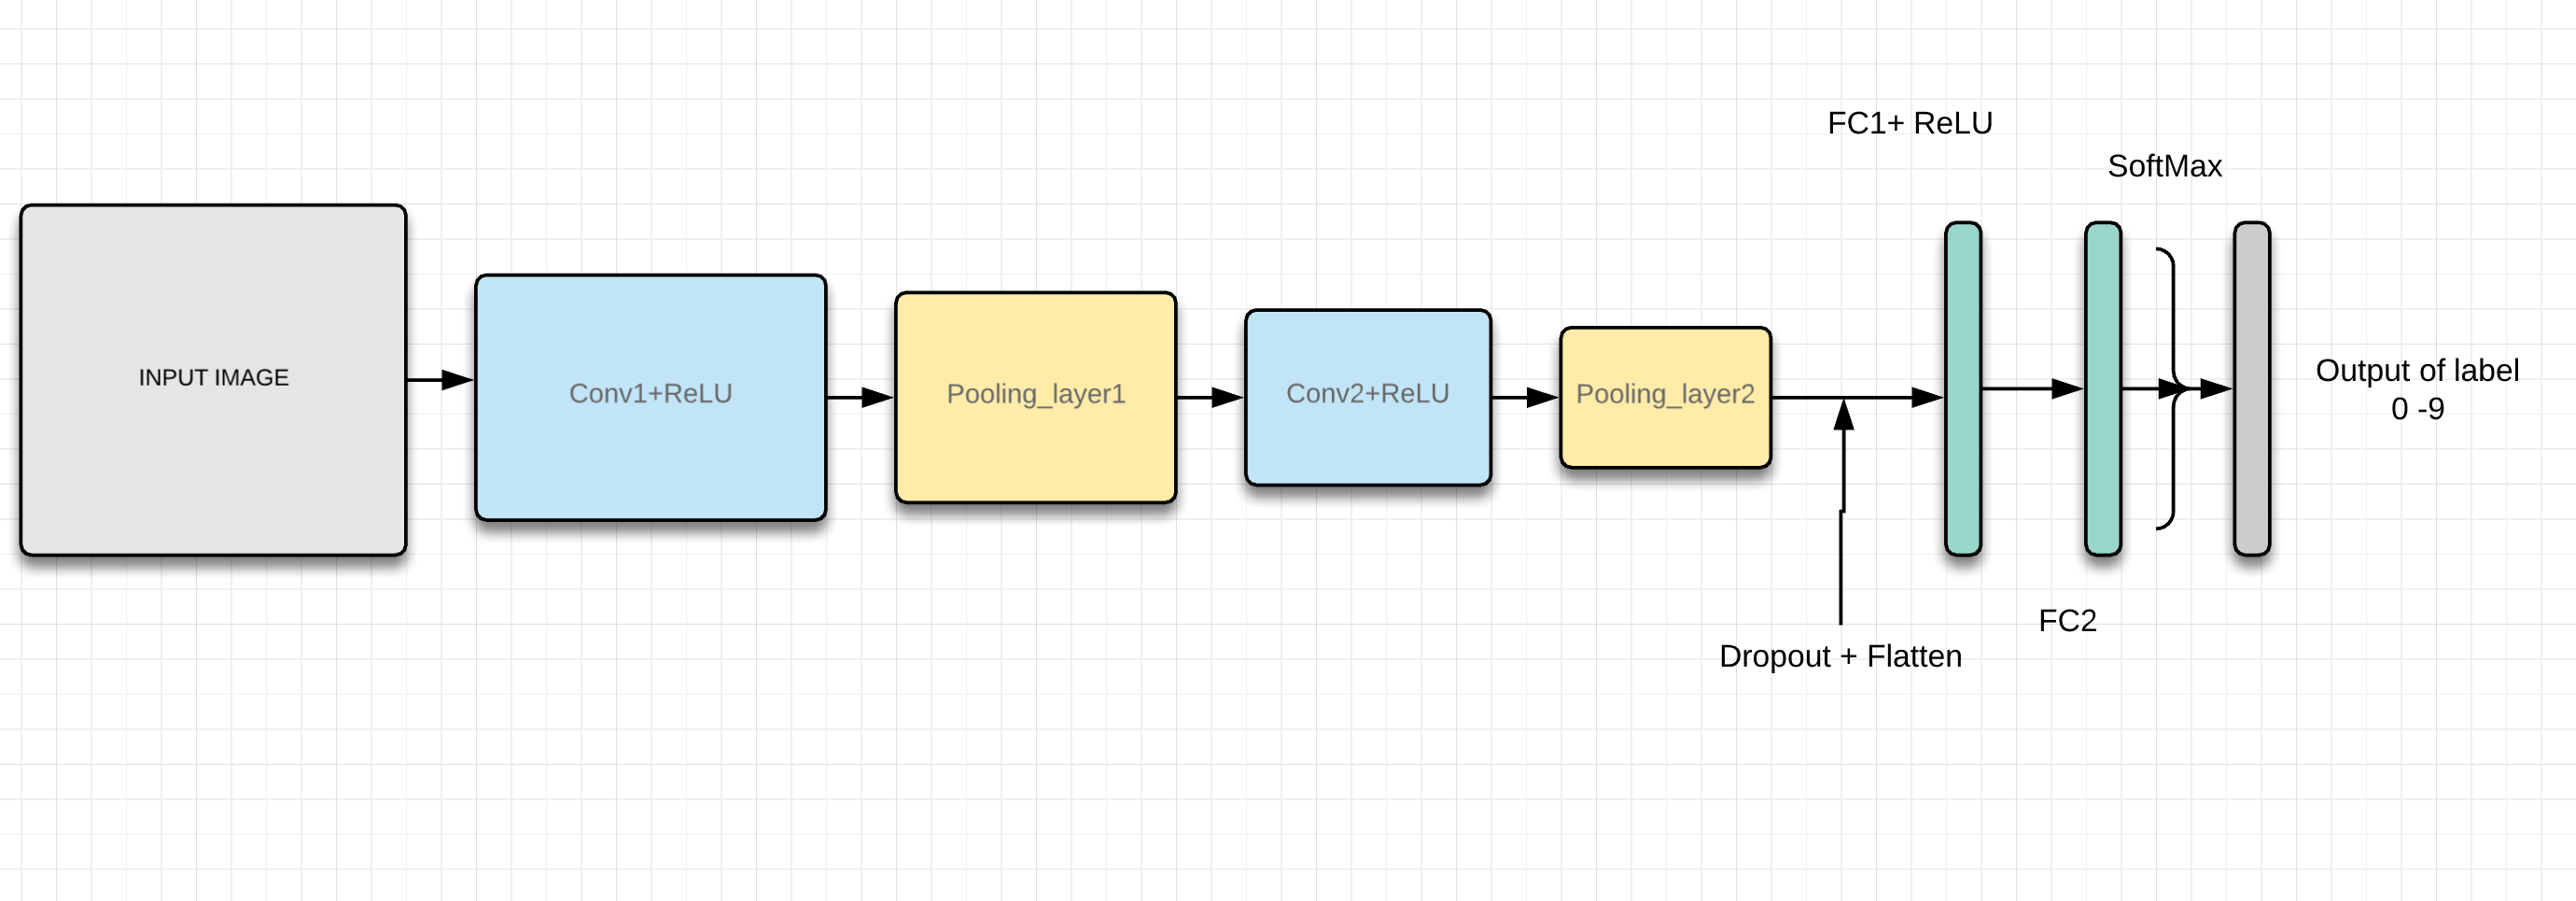 FC1+ ReLU
SoftMax
INPUT IMAGE
Conv1+ReLU
Pooling_layer1
Conv2+ReLU
Pooling_layer2
Output of label
0 -9
FC2
Dropout + Flatten